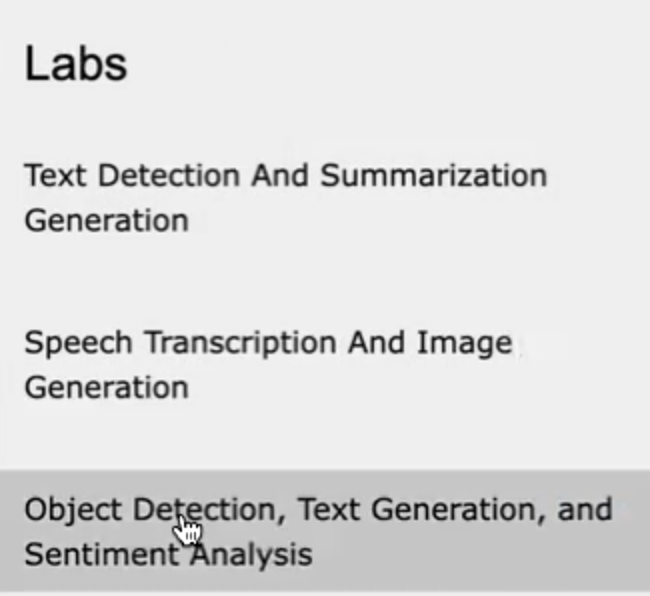 Labs
Text Detection And Summarization
Generation
Speech Transcription And Image
Generation
Object Detection, Text Generation, and
Sentiment Analysis